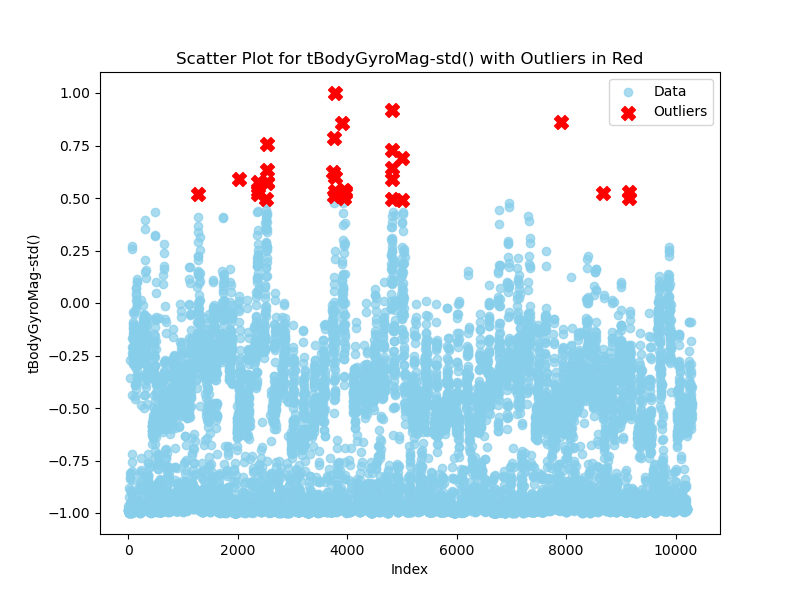 Scatter Plot for tBodyGyroMag-std() with Outliers in Red
Data
Outliers
tBodyGyroMag-std()
1.00
0.75
0.50
0.25
0.00
−0.25
−0.50
−0.75
−1.00
0 2000 4000 6000 8000 10000
Index